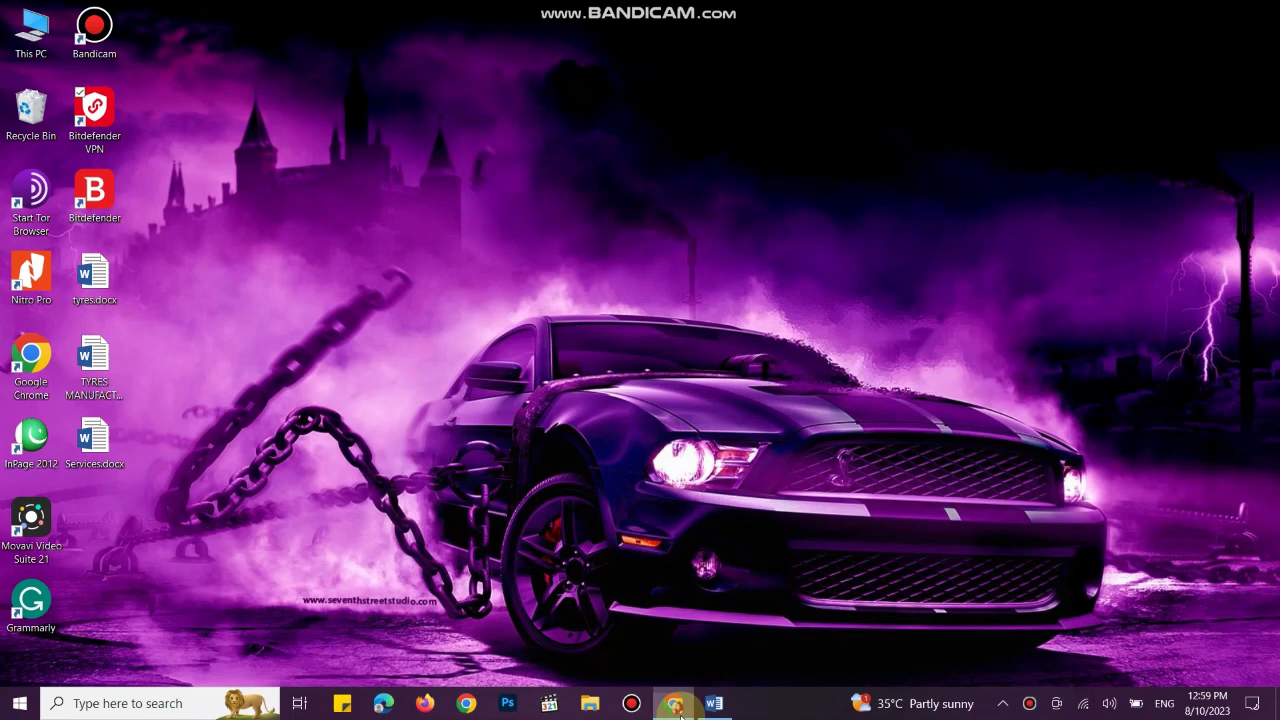 www.BANDICAM.com
This PC
Bandicam
Recycle Bin
Bitdefender
VPN
Start Tor
Browser
Bitdefender
Nitro Pro
tyres.docx
Google
Chrome
TYRES
MANUFACT...
InPage 2012
Services.docx
Movavi Video
Suite 21
Grammarly
www.seventhstreetstudio.com
Type here to search
Ps
321
35°C Partly sunny
ENG
12:59 PM
8/10/2023